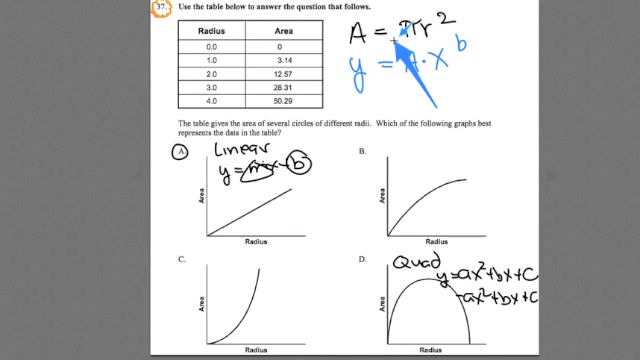 37. Use the table below to answer the question that follows.
Radius Area
0.0 0
1.0 3.14
2.0 12.57
3.0 28.31
4.0 50.29
A = πr²
y = A · x^b
The table gives the area of several circles of different radii. Which of the following graphs best
represents the data in the table?
A. Linear
y = mx + b
Area
Radius
B.
Area
Radius
C.
Area
Radius
D. Quad
y = ax² + bx + c
-ax² + bx + c
Area
Radius